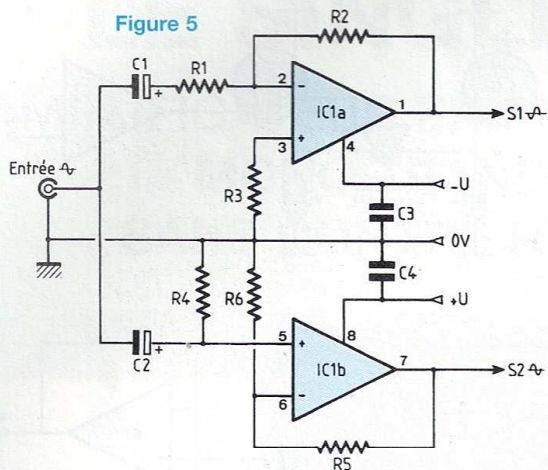 Figure 5
R2
C1
+
R1
2
-
IC1a
1
S1
+
3
4
Entrée
R3
-U
C3
0V
R4
R6
C4
+U
C2
+
5
+
8
IC1b
7
S2
6
-
R5